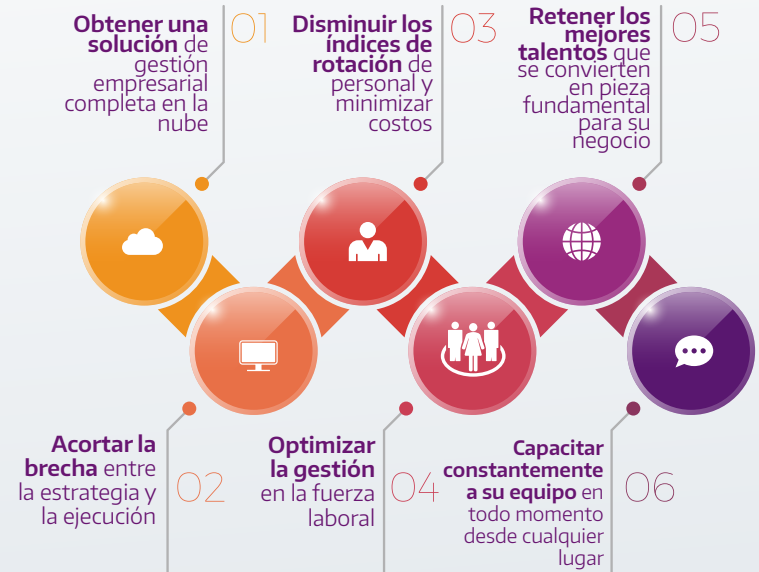 Obtener una
solución de
gestión
empresarial
completa en la
nube
01
Acortar la
brecha entre
la estrategia y
la ejecución
02
Disminuir los
índices de
rotación de
personal y
minimizar
costos
03
Optimizar
la gestión
en la fuerza
laboral
04
Retener los
mejores
talentos que
se convierten
en pieza
fundamental
para su
negocio
05
Capacitar
constantemente
a su equipo en
todo momento
desde cualquier
lugar
06